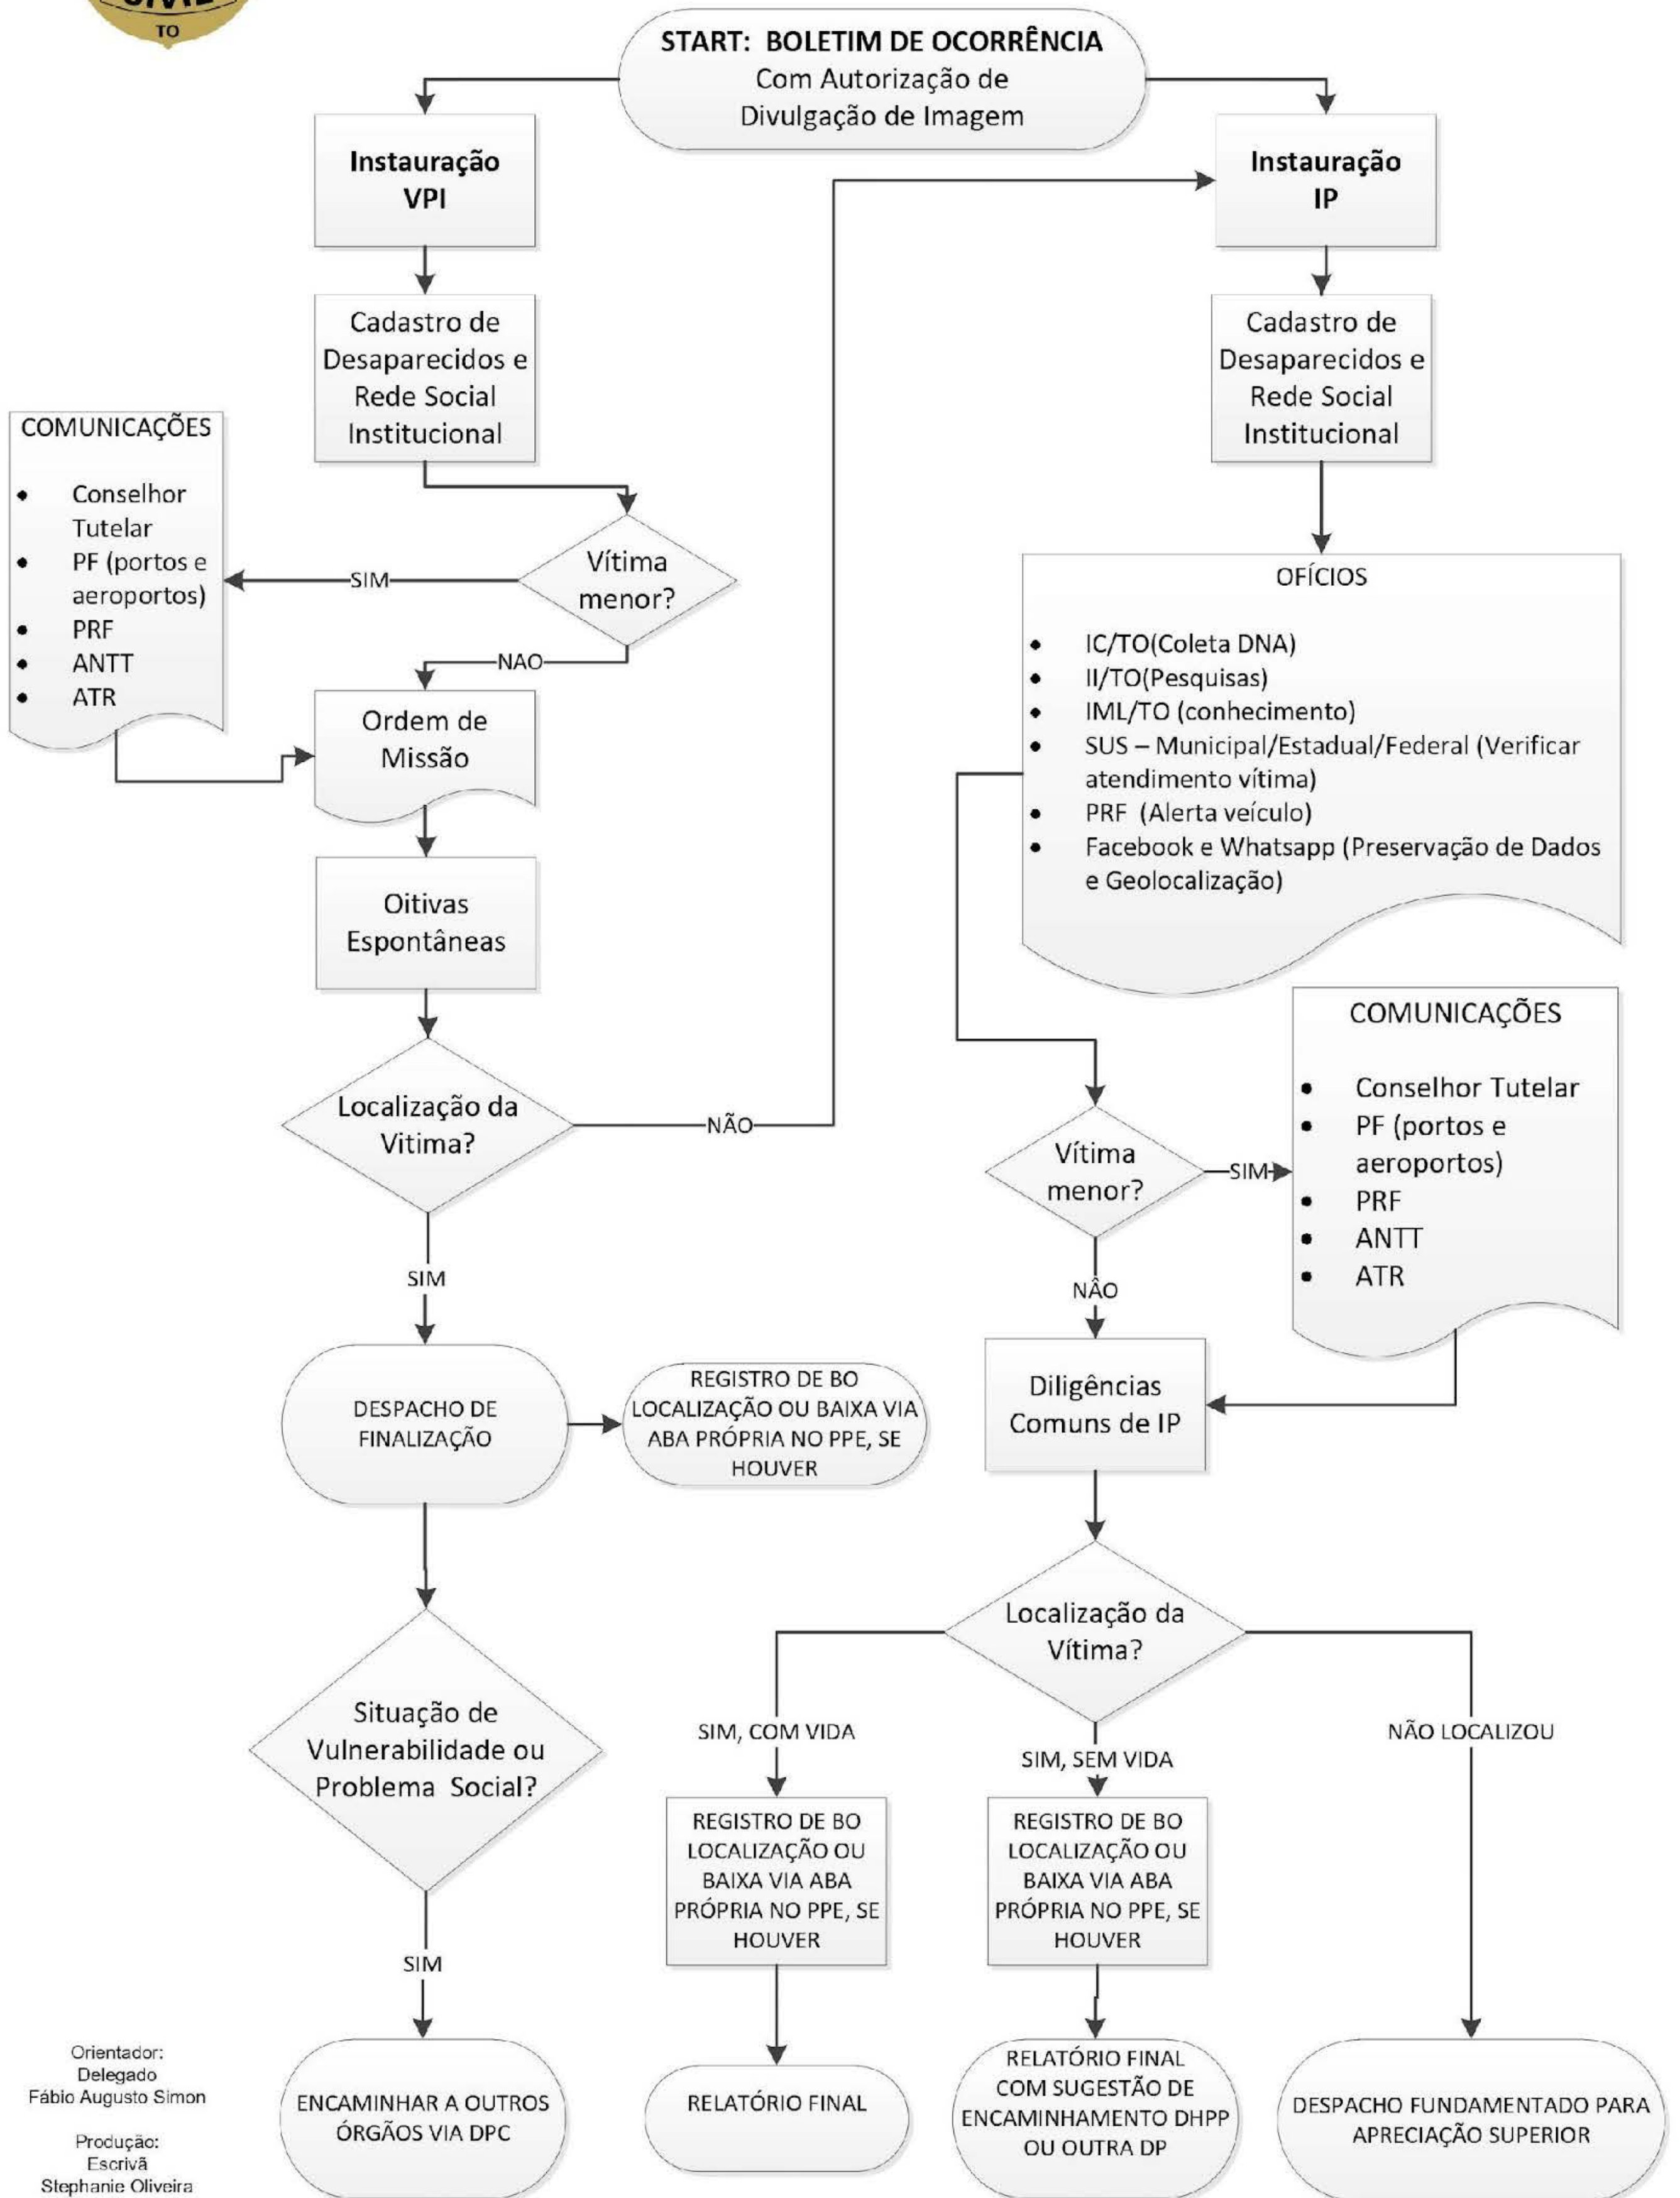 TO
START:  BOLETIM DE OCORRÊNCIA
Com Autorização de
Divulgação de Imagem
Instauração
VPI
Instauração
IP
Cadastro de
Desaparecidos e
Rede Social
Institucional
Cadastro de
Desaparecidos e
Rede Social
Institucional
COMUNICAÇÕES
• Conselhor
Tutelar
• PF (portos e
aeroportos)
• PRF
• ANTT
• ATR
Vítima
menor?
SIM
NAO
Ordem de
Missão
Oitivas
Espontâneas
Localização da
Vitima?
NÃO
SIM
OFÍCIOS
• IC/TO(Coleta DNA)
• II/TO(Pesquisas)
• IML/TO (conhecimento)
• SUS – Municipal/Estadual/Federal (Verificar
atendimento vítima)
• PRF  (Alerta veículo)
• Facebook e Whatsapp (Preservação de Dados
e Geolocalização)
COMUNICAÇÕES
• Conselhor Tutelar
• PF (portos e
aeroportos)
• PRF
• ANTT
• ATR
Vítima
menor?
SIM
NÂO
DESPACHO DE
FINALIZAÇÃO
REGISTRO DE BO
LOCALIZAÇÃO OU BAIXA VIA
ABA PRÓPRIA NO PPE, SE
HOUVER
Diligências
Comuns de IP
Localização da
Vítima?
Situação de
Vulnerabilidade ou
Problema  Social?
SIM
SIM, COM VIDA
SIM, SEM VIDA
NÃO LOCALIZOU
REGISTRO DE BO
LOCALIZAÇÃO OU
BAIXA VIA ABA
PRÓPRIA NO PPE, SE
HOUVER
REGISTRO DE BO
LOCALIZAÇÃO OU
BAIXA VIA ABA
PRÓPRIA NO PPE, SE
HOUVER
ENCAMINHAR A OUTROS
ÓRGÃOS VIA DPC
RELATÓRIO FINAL
RELATÓRIO FINAL
COM SUGESTÃO DE
ENCAMINHAMENTO DHPP
OU OUTRA DP
DESPACHO FUNDAMENTADO PARA
APRECIAÇÃO SUPERIOR
Orientador:
Delegado
Fábio Augusto Simon
Produção:
Escrivã
Stephanie Oliveira